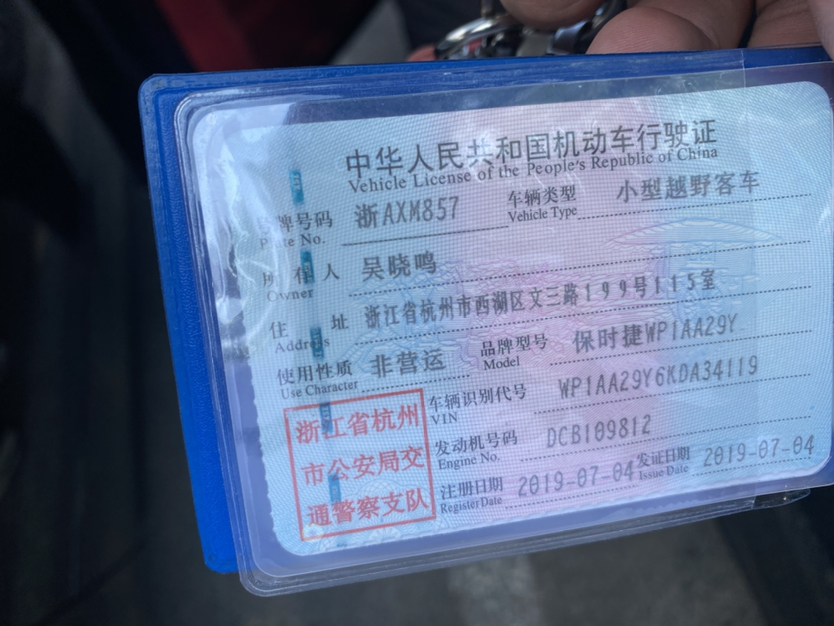 中华人民共和国机动车行驶证
Vehicle License of the People's Republic of China
号牌号码 浙AXM857 车辆类型 小型越野客车
Plate No. Vehicle Type
所有人 吴晓鸣
Owner
住址 浙江省杭州市西湖区文三路199号115室
Address
使用性质 非营运 品牌型号 保时捷WP1AA29Y
Use Character Model
车辆识别代号 WP1AA29Y6KDA34119
VIN
发动机号码 DCB109812
Engine No.
注册日期 2019-07-04 发证日期 2019-07-04
Register Date Issue Date
浙江省杭州
市公安局交
通警察支队